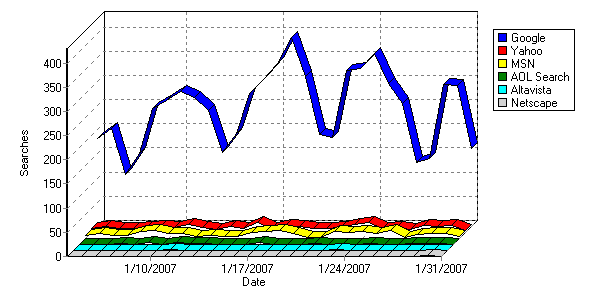 Searches
400
350
300
250
200
150
100
50
0
1/10/2007
1/17/2007
1/24/2007
1/31/2007
Date
Google
Yahoo
MSN
AOL Search
Altavista
Netscape